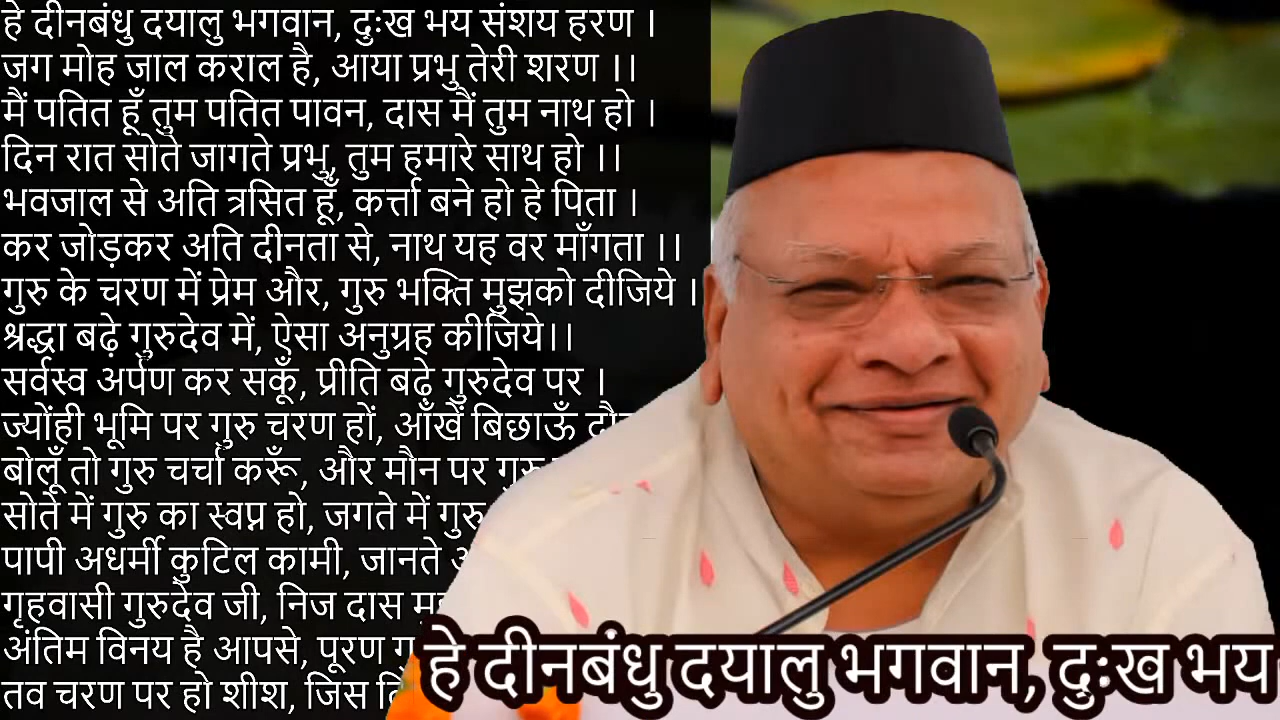 हे दीनबंधु दयालु भगवान, दुःख भय संशय हरण ।
जग मोह जाल कराल है, आया प्रभु तेरी शरण ।।
मैं पतित हूँ तुम पतित पावन, दास मैं तुम नाथ हो ।
दिन रात सोते जागते प्रभु, तुम हमारे साथ हो ।।
भवजाल से अति त्रसित हूँ, कर्त्ता बने हो हे पिता ।
कर जोड़कर अति दीनता से, नाथ यह वर माँगता ।।
गुरु के चरण में प्रेम और, गुरु भक्ति मुझको दीजिये ।
श्रद्धा बढ़े गुरुदेव में, ऐसा अनुग्रह कीजिये।।
सर्वस्व अर्पण कर सकूँ, प्रीति बढ़े गुरुदेव पर ।
ज्योंही भूमि पर गुरु चरण हों, आँखें बिछाऊँ
बोलूँ तो गुरु चर्चा करूँ, और मौन पर गुरु
सोते में गुरु का स्वप्न हो, जगते में गुरु
पापी अधर्मी कुटिल कामी, जानते
गृहवासी गुरुदेव जी, निज दास
अंतिम विनय है आपसे, पूरण
तव चरण पर हो शीश, जिस
हे दीनबंधु दयालु भगवान, दुःख भय